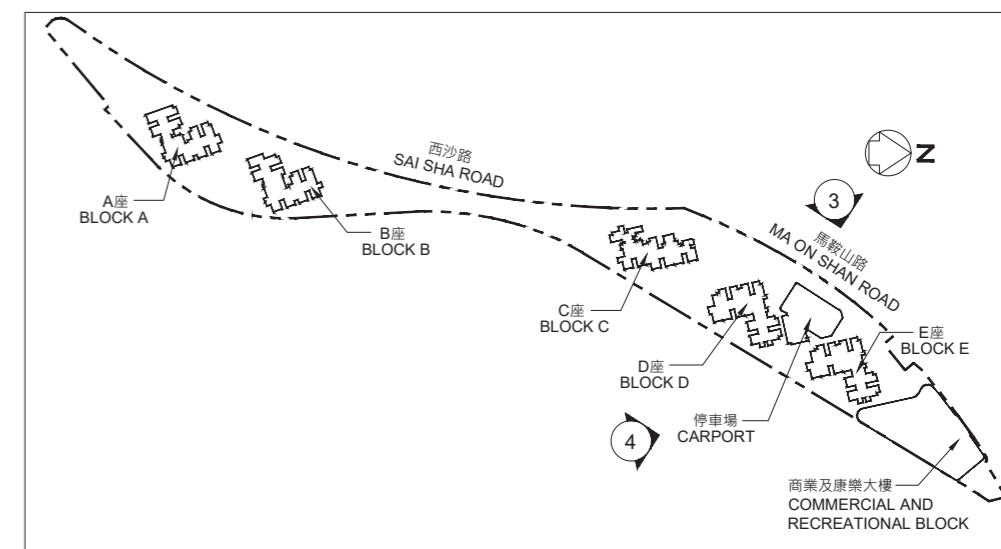 西沙路
SAI SHA ROAD
N
3
馬鞍山路
MA ON SHAN ROAD
A座
BLOCK A
B座
BLOCK B
C座
BLOCK C
E座
BLOCK E
D座
BLOCK D
停車場
CARPORT
4
商業及康樂大樓
COMMERCIAL AND
RECREATIONAL BLOCK